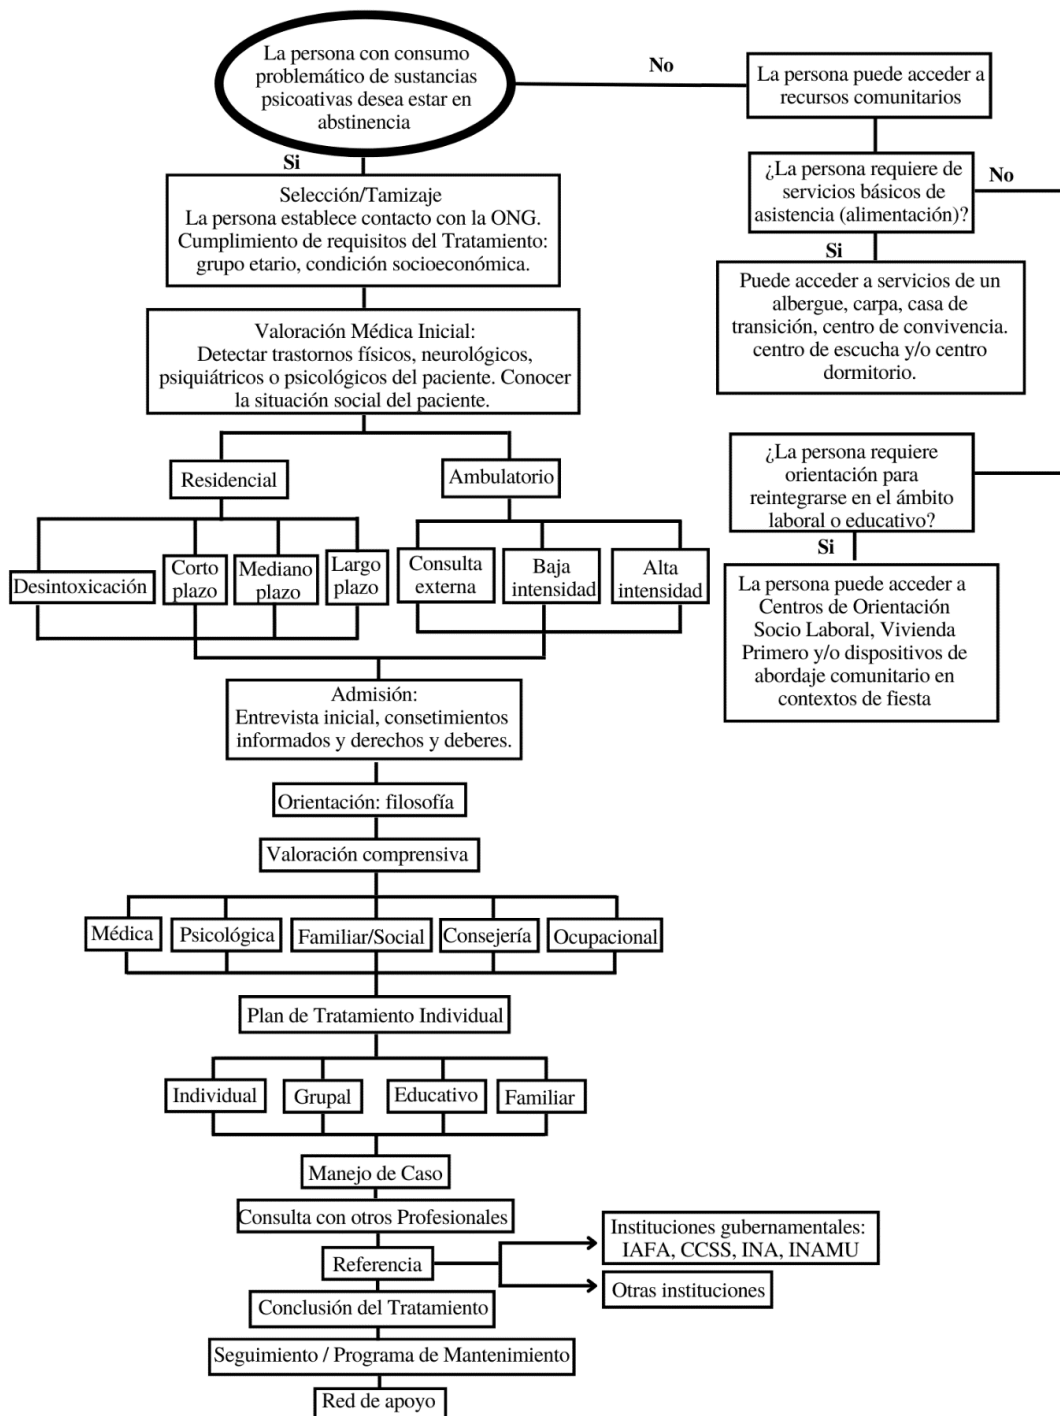 La persona con consumo
problemático de sustancias
psicoativas desea estar en
abstinencia
No
La persona puede acceder a
recursos comunitarios
Si
¿La persona requiere de
servicios básicos de
asistencia (alimentación)?
No
Si
Puede acceder a servicios de un
albergue, carpa, casa de
transición, centro de convivencia.
centro de escucha y/o centro
dormitorio.
¿La persona requiere
orientación para
reintegrarse en el ámbito
laboral o educativo?
Si
La persona puede acceder a
Centros de Orientación
Socio Laboral, Vivienda
Primero y/o dispositivos de
abordaje comunitario en
contextos de fiesta
Selección/Tamizaje
La persona establece contacto con la ONG.
Cumplimiento de requisitos del Tratamiento:
grupo etario, condición socioeconómica.
Valoración Médica Inicial:
Detectar trastornos físicos, neurológicos,
psiquiátricos o psicológicos del paciente. Conocer
la situación social del paciente.
Residencial
Ambulatorio
Desintoxicación
Corto
plazo
Mediano
plazo
Largo
plazo
Consulta
externa
Baja
intensidad
Alta
intensidad
Admisión:
Entrevista inicial, consetimientos
informados y derechos y deberes.
Orientación: filosofía
Valoración comprensiva
Médica
Psicológica
Familiar/Social
Consejería
Ocupacional
Plan de Tratamiento Individual
Individual
Grupal
Educativo
Familiar
Manejo de Caso
Consulta con otros Profesionales
Referencia
Instituciones gubernamentales:
IAFA, CCSS, INA, INAMU
Otras instituciones
Conclusión del Tratamiento
Seguimiento / Programa de Mantenimiento
Red de apoyo